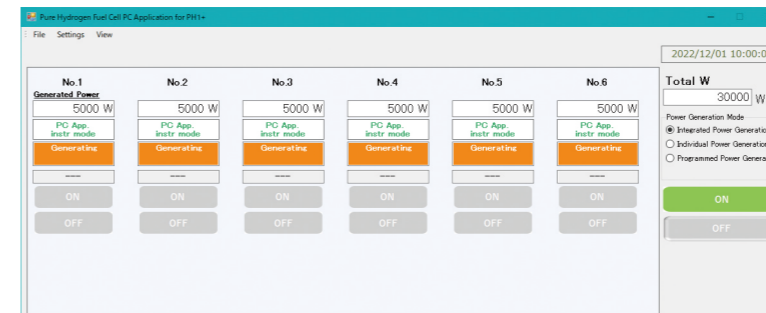 Pure Hydrogen Fuel Cell PC Application for PH1+
File Settings View
2022/12/01 10:00:0
No.1 No.2 No.3 No.4 No.5 No.6
Generated Power
5000 W 5000 W 5000 W 5000 W 5000 W 5000 W
PC App. PC App. PC App. PC App. PC App. PC App.
instr mode instr mode instr mode instr mode instr mode instr mode
Generating Generating Generating Generating Generating Generating
--- --- --- --- --- ---
ON ON ON ON ON ON
OFF OFF OFF OFF OFF OFF
Total W
30000 W
Power Generation Mode
Integrated Power Generatio
Individual Power Generation
Programmed Power Genera
ON
OFF